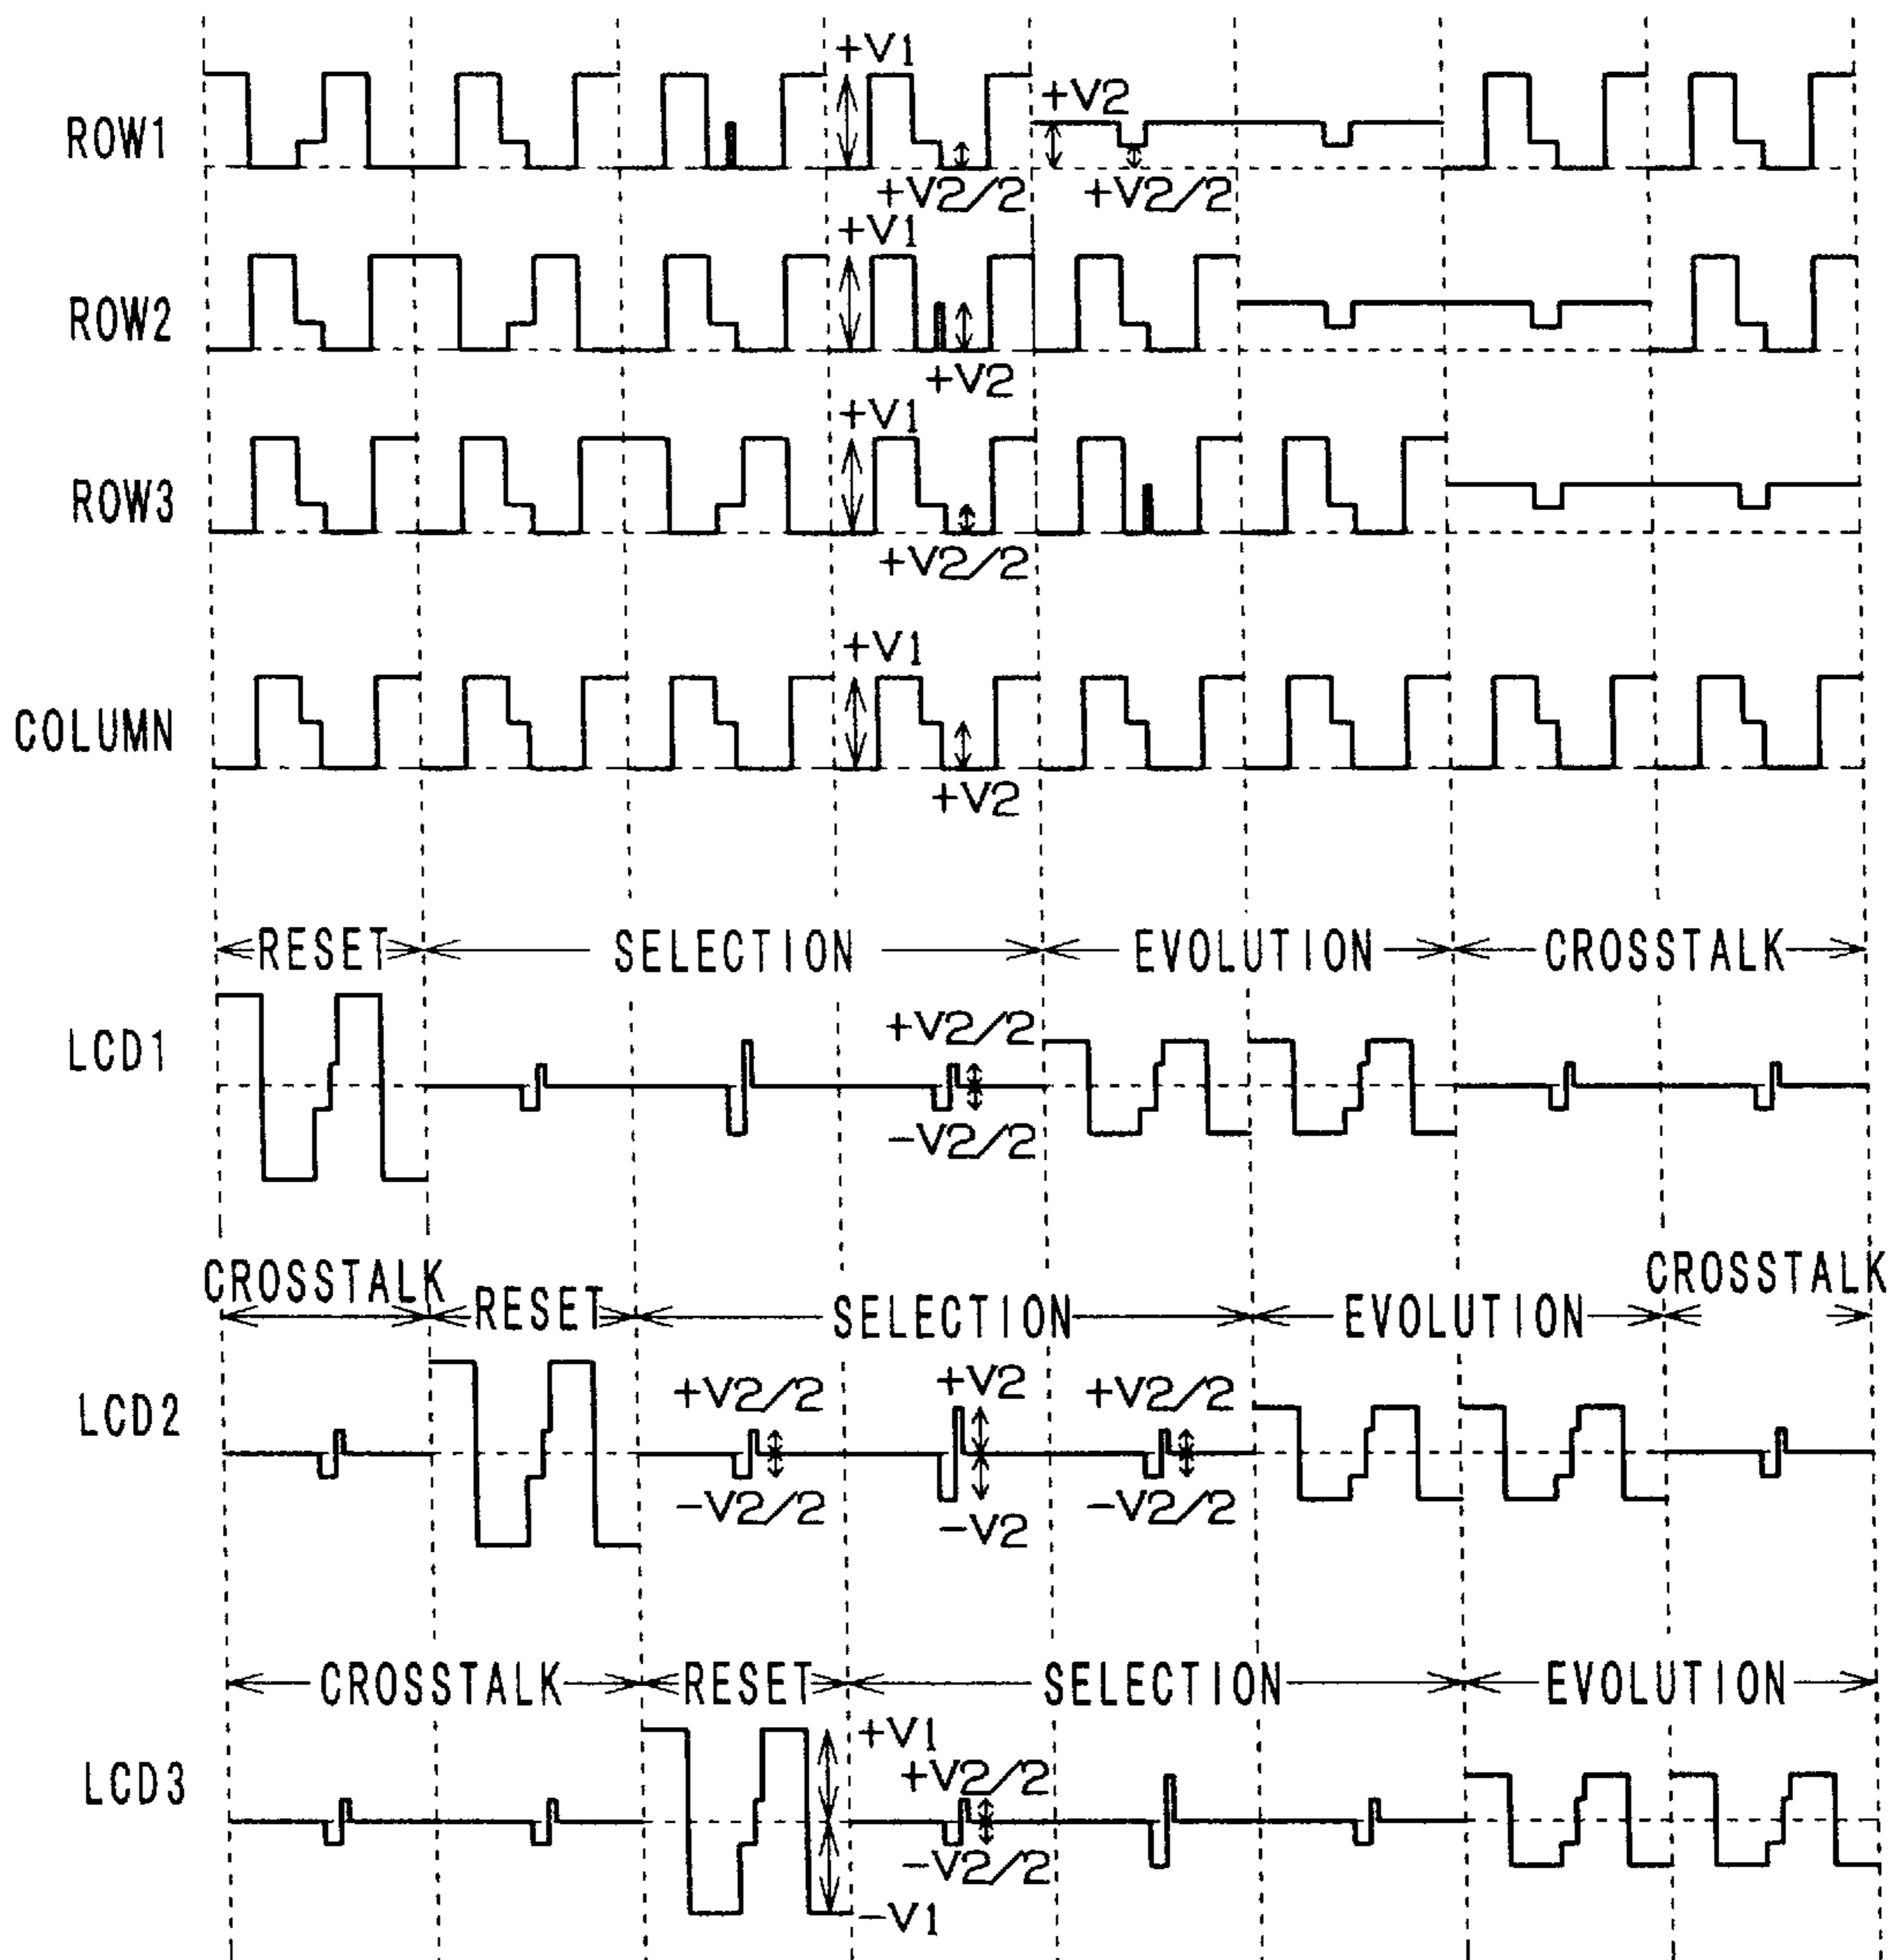 +V1
+V2
ROW1
+V2/2 +V2/2
+V1
ROW2
+V2
+V1
ROW3
+V2/2
+V1
COLUMN
+V2
RESET SELECTION EVOLUTION CROSSTALK
+V2/2
LCD1
-V2/2
CROSSTALK RESET SELECTION EVOLUTION CROSSTALK
+V2/2 +V2 +V2/2
LCD2
-V2/2 -V2 -V2/2
CROSSTALK RESET SELECTION EVOLUTION
+V1
+V2/2
LCD3
-V2/2
-V1